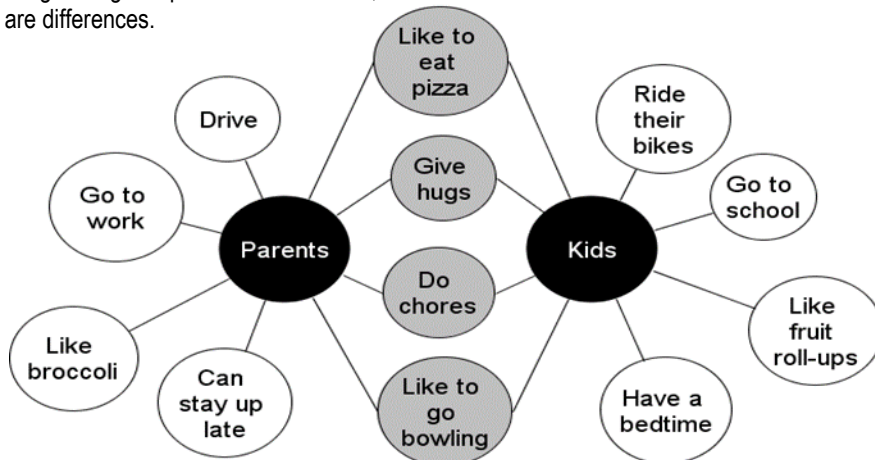 are differences.
Like to
eat
pizza
Drive
Ride
their
bikes
Give
hugs
Go to
work
Go to
school
Parents
Kids
Do
chores
Like
broccoli
Can
stay up
late
Like to
go
bowling
Have a
bedtime
Like
fruit
roll-ups